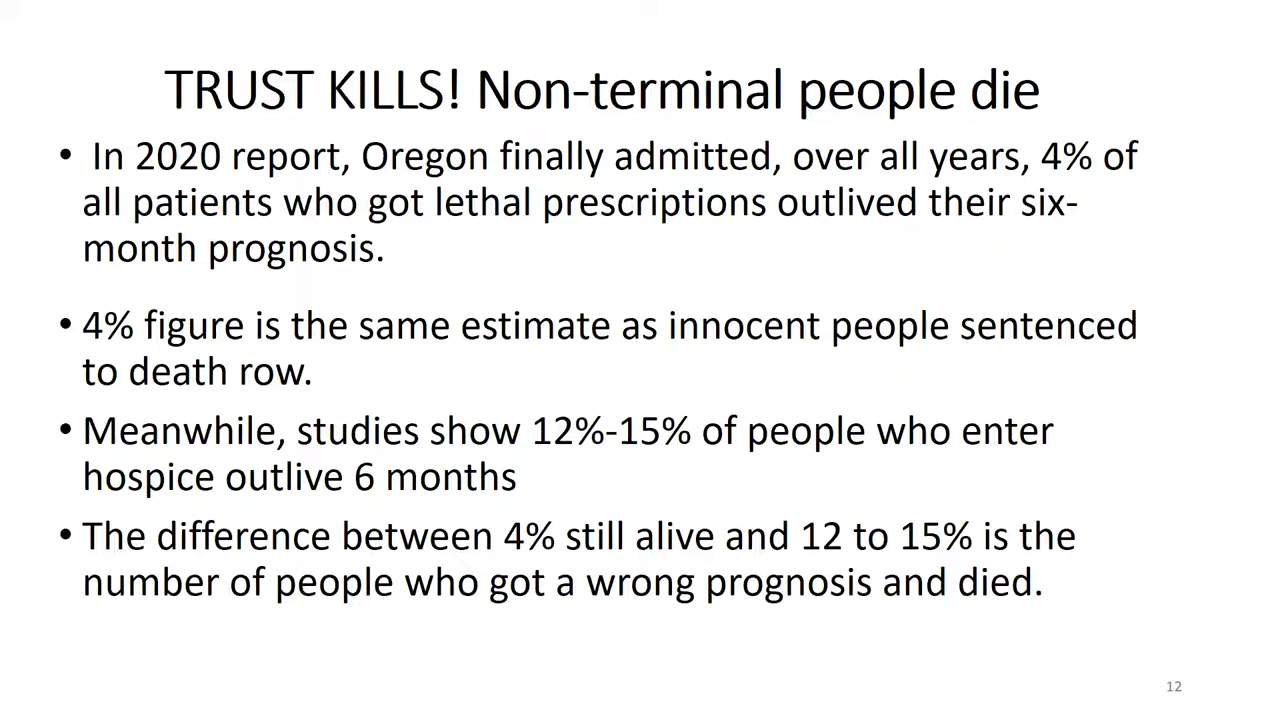 TRUST KILLS! Non-terminal people die
• In 2020 report, Oregon finally admitted, over all years, 4% of
all patients who got lethal prescriptions outlived their six-
month prognosis.
• 4% figure is the same estimate as innocent people sentenced
to death row.
• Meanwhile, studies show 12%-15% of people who enter
hospice outlive 6 months
• The difference between 4% still alive and 12 to 15% is the
number of people who got a wrong prognosis and died.
12